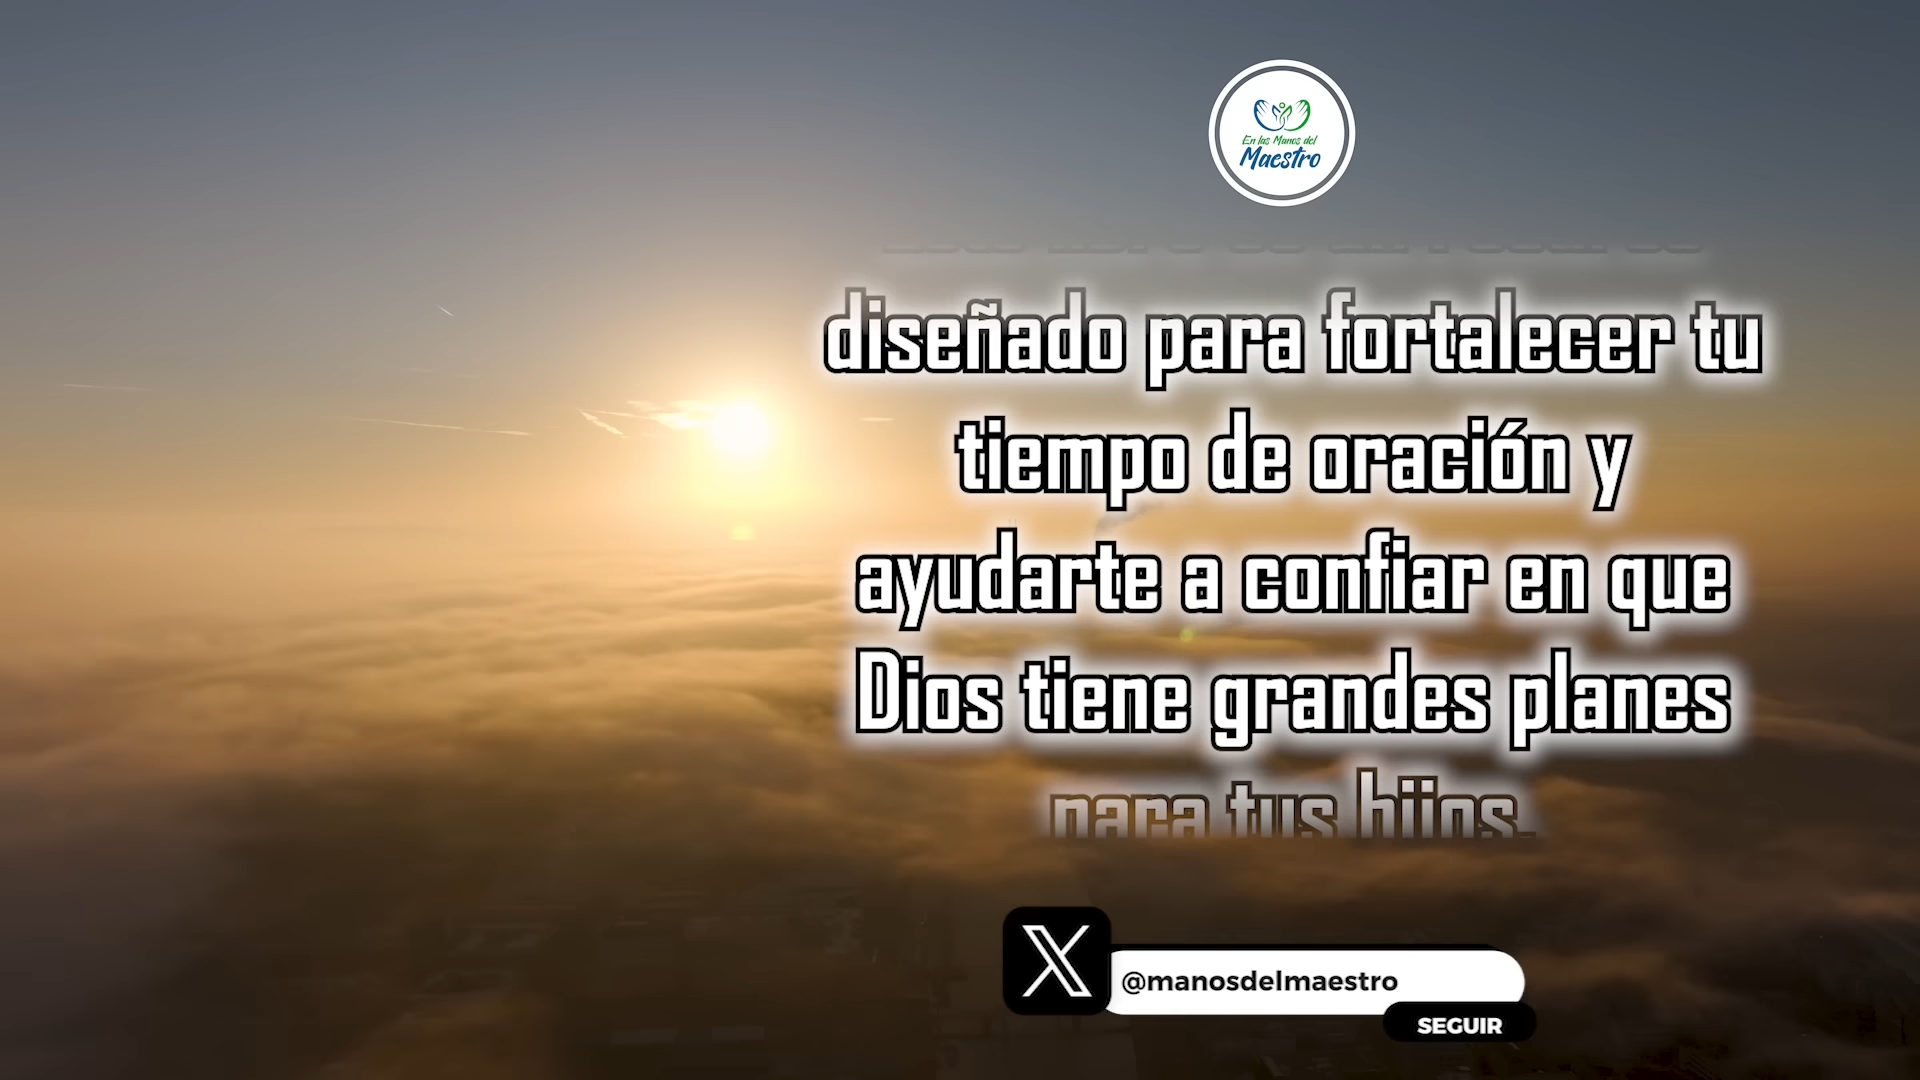 En las Manos del
Maestro
diseñado para fortalecer tu
tiempo de oración y
ayudarte a confiar en que
Dios tiene grandes planes
para tus hijos.
@manosdelmaestro
SEGUIR